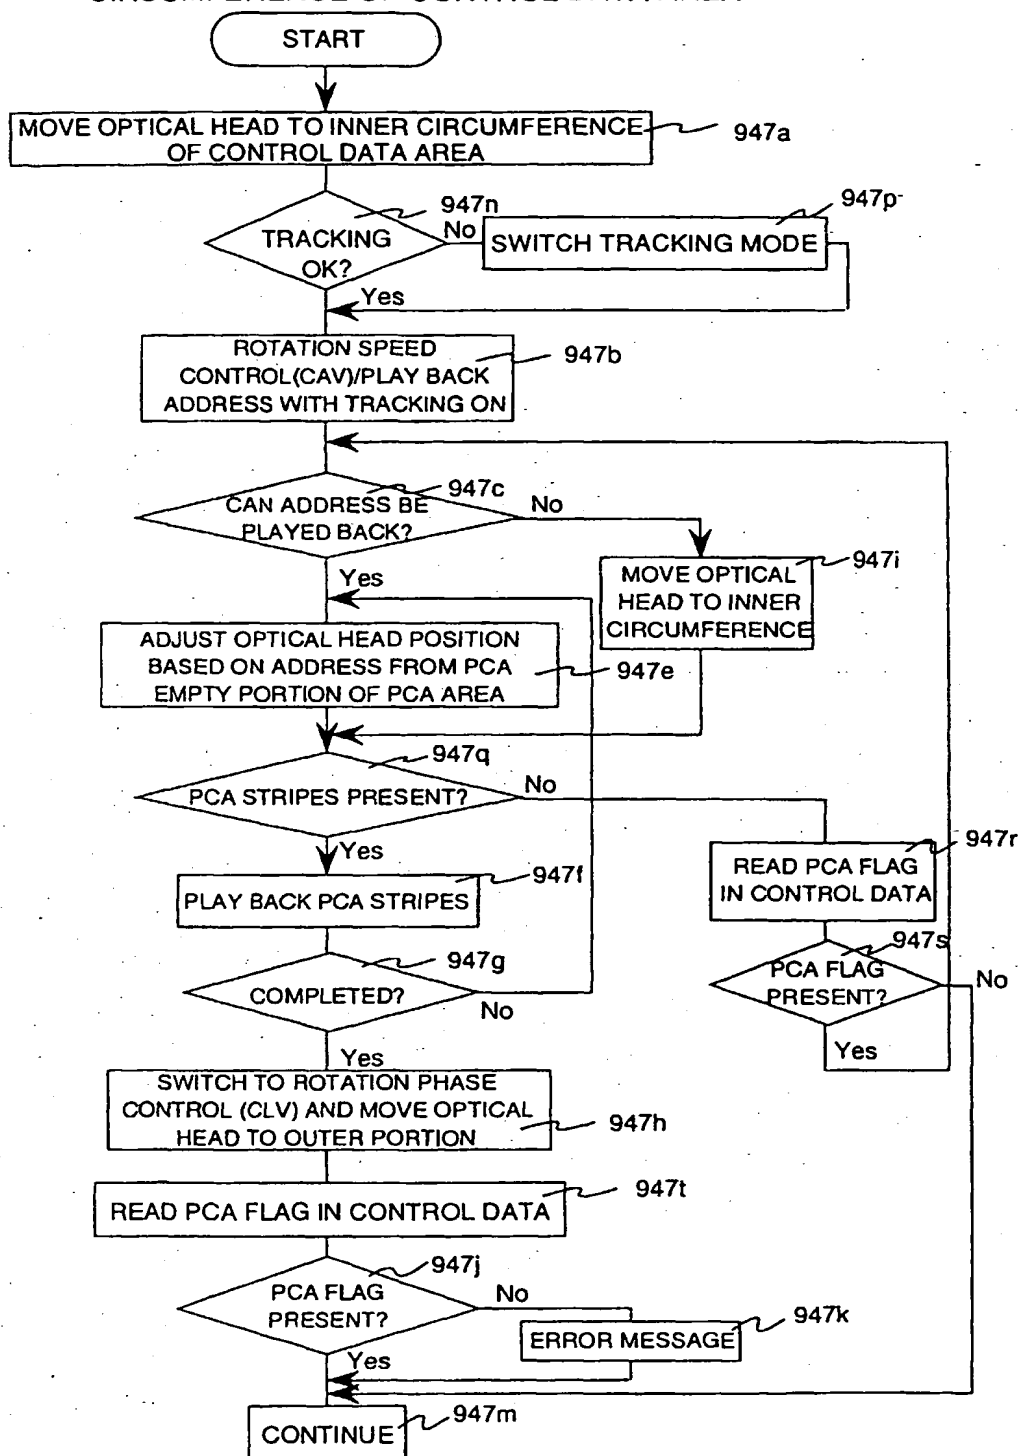 START
MOVE OPTICAL HEAD TO INNER CIRCUMFERENCE
OF CONTROL DATA AREA
947a
947n
TRACKING
OK?
No
947p
SWITCH TRACKING MODE
Yes
ROTATION SPEED
CONTROL(CAV)/PLAY BACK
ADDRESS WITH TRACKING ON
947b
947c
CAN ADDRESS BE
PLAYED BACK?
No
Yes
947i
MOVE OPTICAL
HEAD TO INNER
CIRCUMFERENCE
ADJUST OPTICAL HEAD POSITION
BASED ON ADDRESS FROM PCA
EMPTY PORTION OF PCA AREA
947e
947q
PCA STRIPES PRESENT?
No
Yes
947r
READ PCA FLAG
IN CONTROL DATA
947f
PLAY BACK PCA STRIPES
947s
PCA FLAG
PRESENT?
No
Yes
947g
COMPLETED?
No
Yes
SWITCH TO ROTATION PHASE
CONTROL (CLV) AND MOVE OPTICAL
HEAD TO OUTER PORTION
947h
947t
READ PCA FLAG IN CONTROL DATA
947j
PCA FLAG
PRESENT?
No
947k
ERROR MESSAGE
Yes
947m
CONTINUE